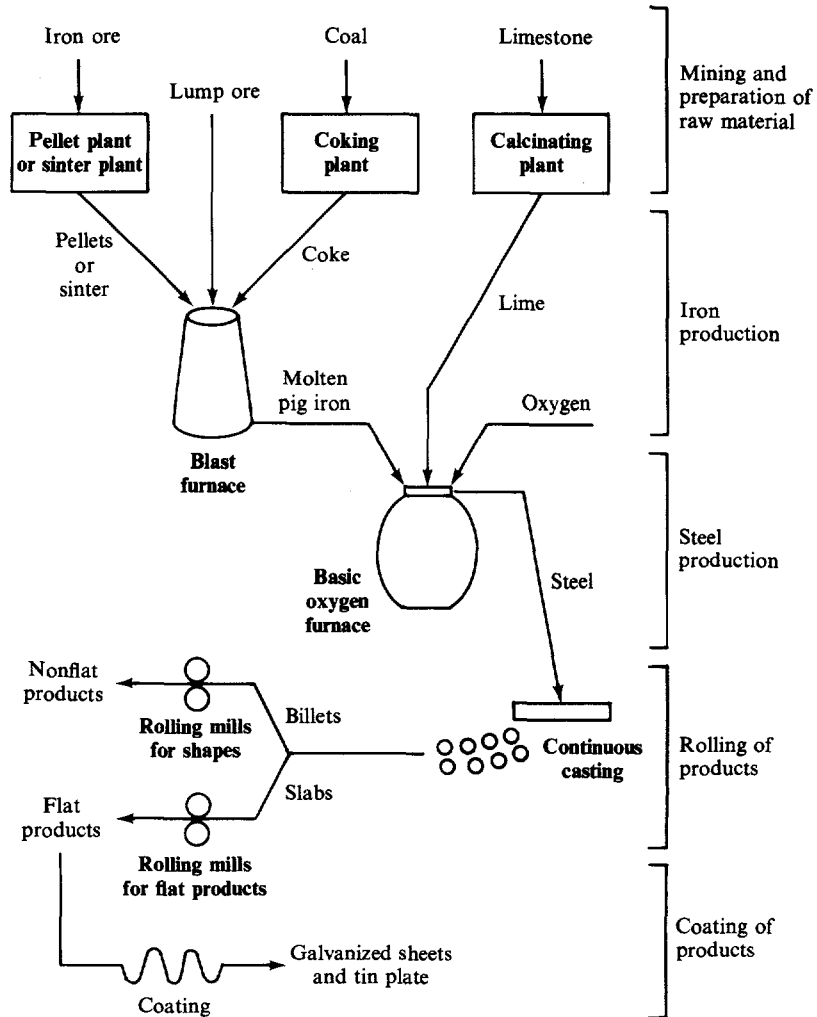 Iron ore
Coal
Limestone
Lump ore
Mining and
preparation of
raw material
Pellet plant
or sinter plant
Coking
plant
Calcinating
plant
Pellets
or
sinter
Coke
Lime
Iron
production
Molten
pig iron
Oxygen
Blast
furnace
Steel
production
Basic
oxygen
furnace
Steel
Nonflat
products
Billets
Rolling mills
for shapes
Continuous
casting
Rolling of
products
Slabs
Flat
products
Rolling mills
for flat products
Coating of
products
Galvanized sheets
and tin plate
Coating